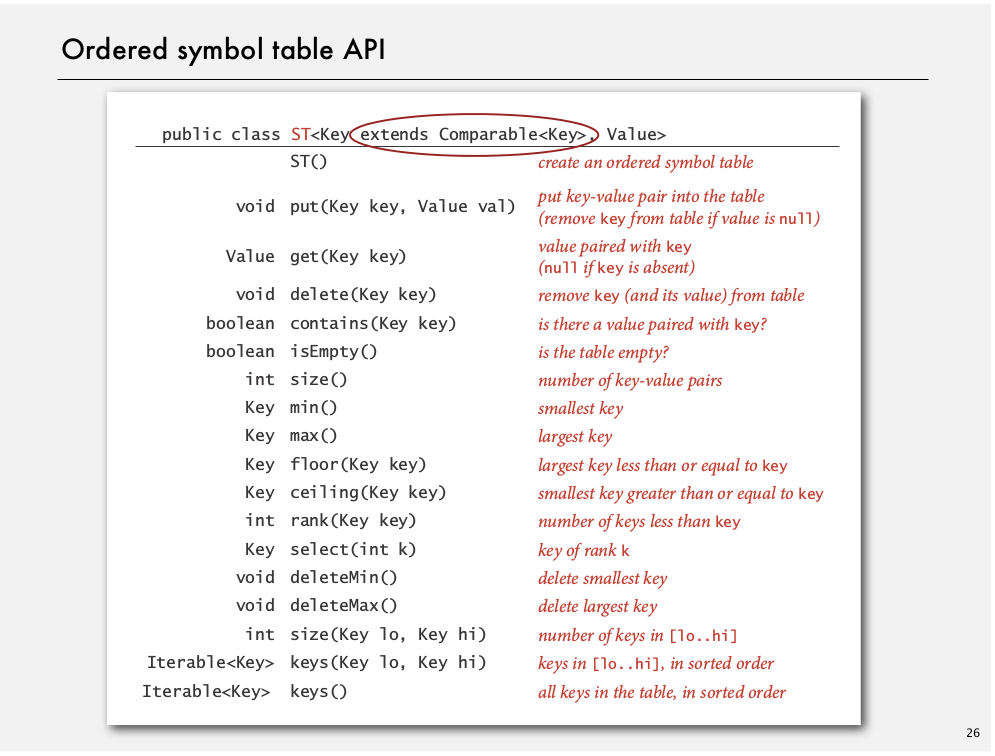 Ordered symbol table API
public class ST<Key extends Comparable<Key>, Value>
ST() create an ordered symbol table
void put(Key key, Value val) put key-value pair into the table
(remove key from table if value is null)
Value get(Key key) value paired with key
(null if key is absent)
void delete(Key key) remove key (and its value) from table
boolean contains(Key key) is there a value paired with key?
boolean isEmpty() is the table empty?
int size() number of key-value pairs
Key min() smallest key
Key max() largest key
Key floor(Key key) largest key less than or equal to key
Key ceiling(Key key) smallest key greater than or equal to key
int rank(Key key) number of keys less than key
Key select(int k) key of rank k
void deleteMin() delete smallest key
void deleteMax() delete largest key
int size(Key lo, Key hi) number of keys in [lo..hi]
Iterable<Key> keys(Key lo, Key hi) keys in [lo..hi], in sorted order
Iterable<Key> keys() all keys in the table, in sorted order
26